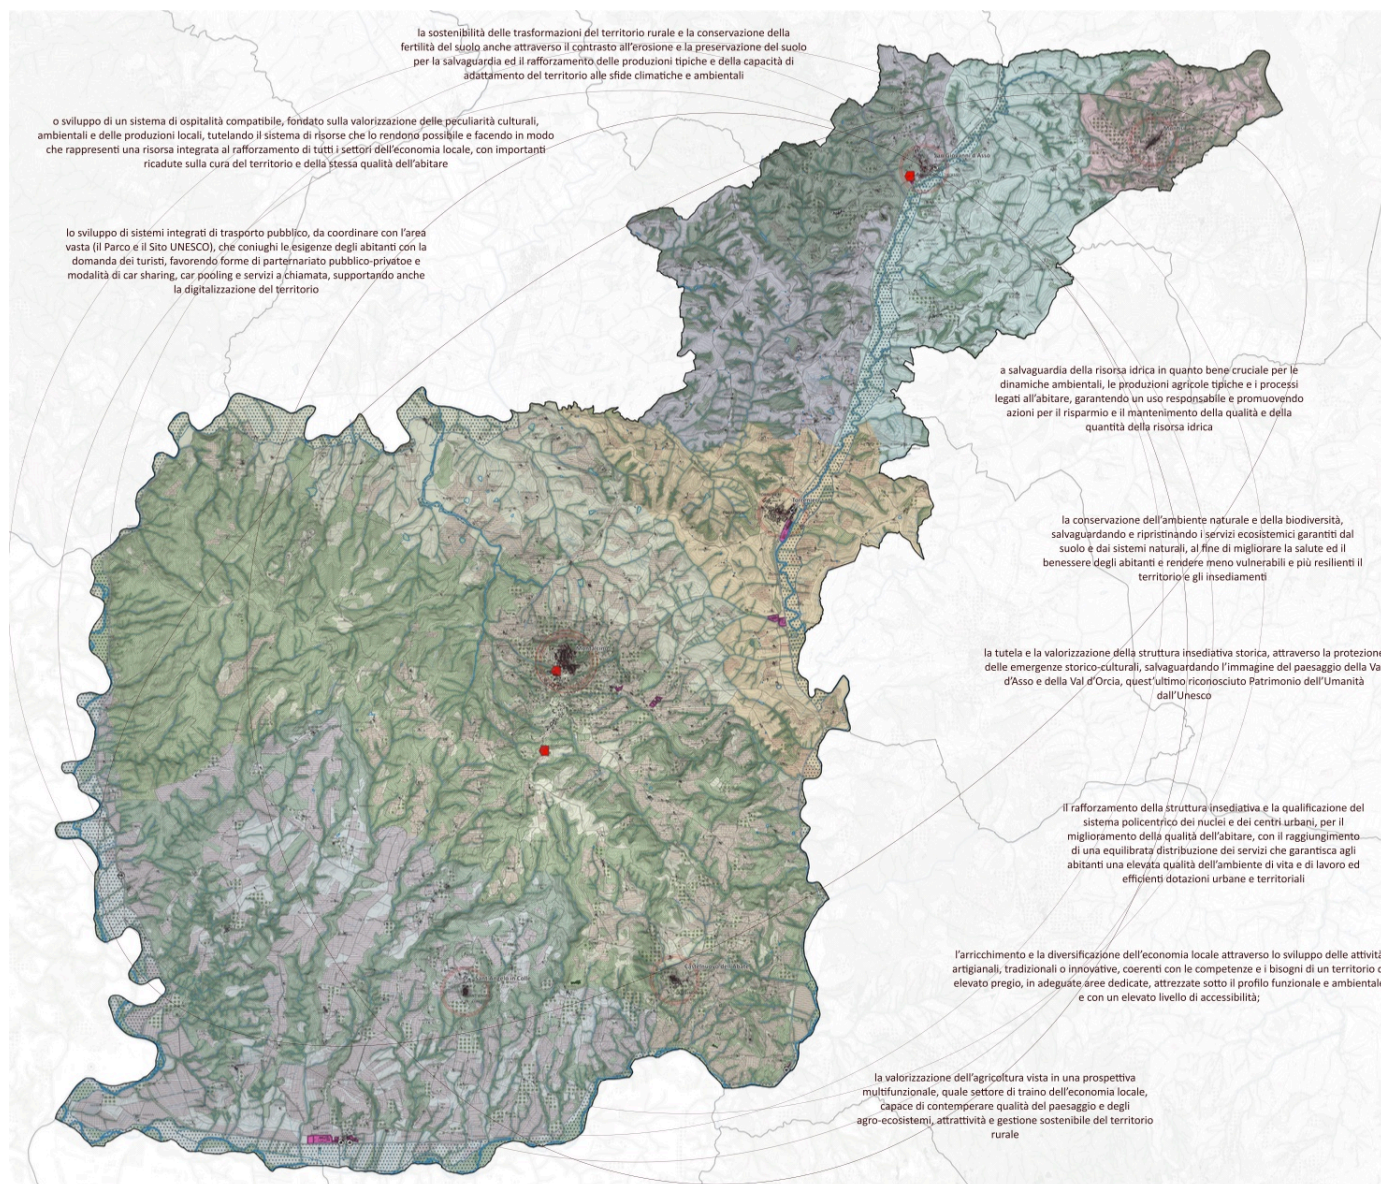 la sostenibilità delle trasformazioni del territorio rurale e la conservazione della
fertilità del suolo anche attraverso il contrasto all'erosione e la preservazione del suolo
per la salvaguardia ed il rafforzamento delle produzioni tipiche e della capacità di
adattamento del territorio alle sfide climatiche e ambientali
o sviluppo di un sistema di ospitalità compatibile, fondato sulla valorizzazione delle peculiarità culturali,
ambientali e delle produzioni locali, tutelando il sistema di risorse che lo rendono possibile e facendo in modo
che rappresenti una risorsa integrata al rafforzamento di tutti i settori dell'economia locale, con importanti
ricadute sulla cura del territorio e della stessa qualità dell'abitare
lo sviluppo di sistemi integrati di trasporto pubblico, da coordinare con l'area
vasta (il Parco e il Sito UNESCO), che coniughi le esigenze degli abitanti con la
domanda dei turisti, favorendo forme di parternariato pubblico-privatoe e
modalità di car sharing, car pooling e servizi a chiamata, supportando anche
la digitalizzazione del territorio
a salvaguardia della risorsa idrica in quanto bene cruciale per le
dinamiche ambientali, le produzioni agricole tipiche e i processi
legati all'abitare, garantendo un uso responsabile e promuovendo
azioni per il risparmio e il mantenimento della qualità e della
quantità della risorsa idrica
la conservazione dell'ambiente naturale e della biodiversità,
salvaguardando e ripristinando i servizi ecosistemici garantiti dal
suolo e dai sistemi naturali, al fine di migliorare la salute ed il
benessere degli abitanti e rendere meno vulnerabili e più resilienti il
territorio e gli insediamenti
la tutela e la valorizzazione della struttura insediativa storica, attraverso la protezione
delle emergenze storico-culturali, salvaguardando l'immagine del paesaggio della Va
d'Asso e della Val d'Orcia, quest'ultimo riconosciuto Patrimonio dell'Umanità
dall'Unesco
il rafforzamento della struttura insediativa e la qualificazione del
sistema policentrico dei nuclei e dei centri urbani, per il
miglioramento della qualità dell'abitare, con il raggiungimento
di una equilibrata distribuzione dei servizi che garantisca agli
abitanti una elevata qualità dell'ambiente di vita e di lavoro ed
efficienti dotazioni urbane e territoriali
l'arricchimento e la diversificazione dell'economia locale attraverso lo sviluppo delle attività
artigianali, tradizionali o innovative, coerenti con le competenze e i bisogni di un territorio d
elevato pregio, in adeguate aree dedicate, attrezzate sotto il profilo funzionale e ambientale
e con un elevato livello di accessibilità;
la valorizzazione dell'agricoltura vista in una prospettiva
multifunzionale, quale settore di traino dell'economia locale,
capace di contemperare qualità del paesaggio e degli
agro-ecosistemi, attrattività e gestione sostenibile del territorio
rurale